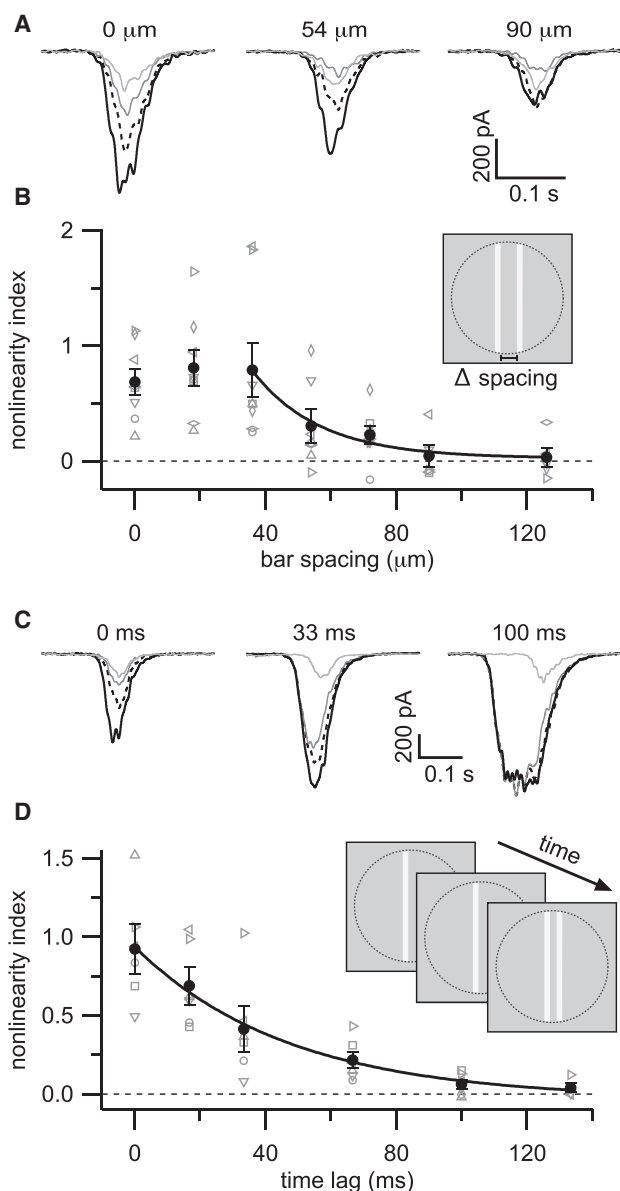 A
0 μm 54 μm 90 μm
200 pA
0.1 s
B
nonlinearity index
2
1
0
Δ spacing
0 40 80 120
bar spacing (μm)
C
0 ms 33 ms 100 ms
200 pA
0.1 s
D
nonlinearity index
1.5
1.0
0.5
0.0
time
0 40 80 120
time lag (ms)